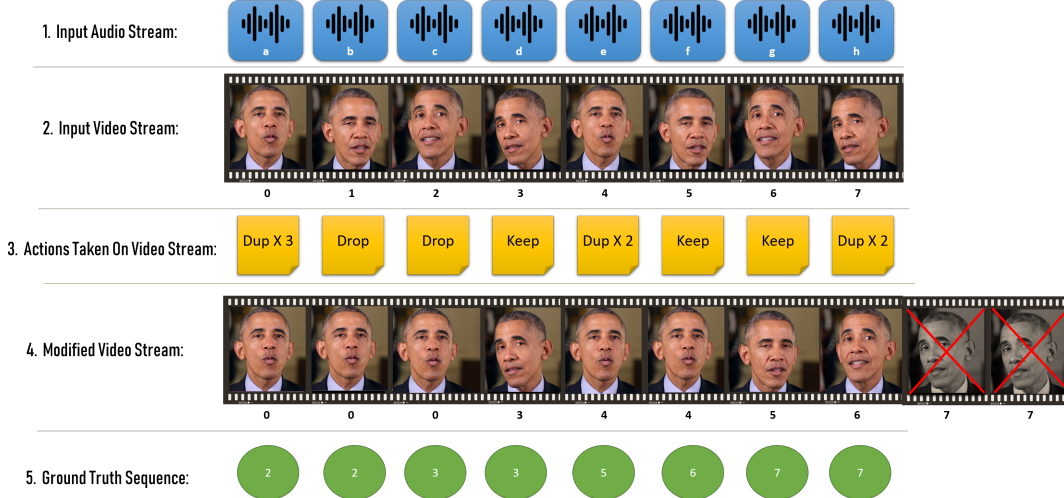 1. Input Audio Stream:
a b c d e f g h
2. Input Video Stream:
0 1 2 3 4 5 6 7
3. Actions Taken On Video Stream:
Dup X 3 Drop Drop Keep Dup X 2 Keep Keep Dup X 2
4. Modified Video Stream:
0 0 0 3 4 4 5 6 7 7
5. Ground Truth Sequence:
2 2 3 3 5 6 7 7